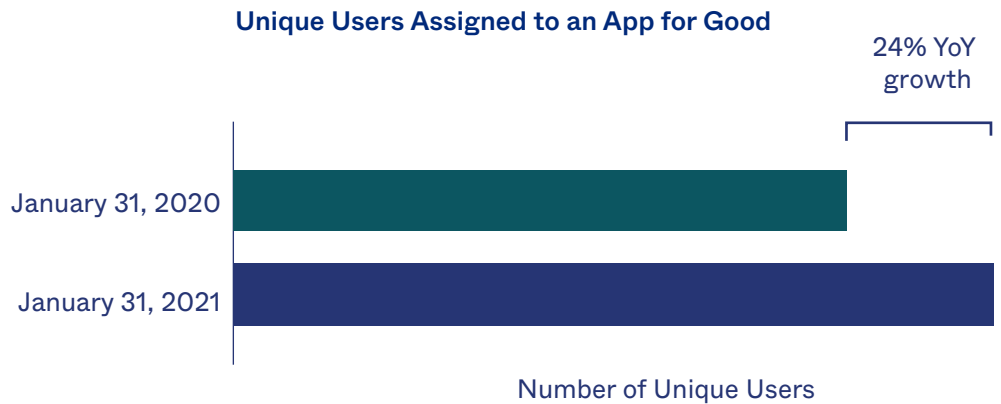 Unique Users Assigned to an App for Good
24% YoY
growth
January 31, 2020
January 31, 2021
Number of Unique Users